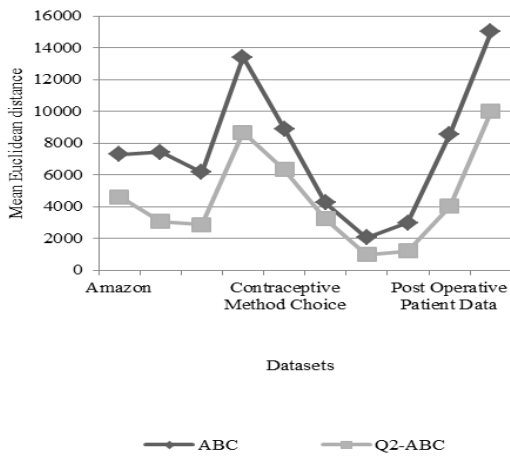 16000
14000
12000
10000
8000
6000
4000
2000
0
Mean Euclidean distance
Amazon
Contraceptive
Method Choice
Post Operative
Patient Data
Datasets
ABC
Q2-ABC